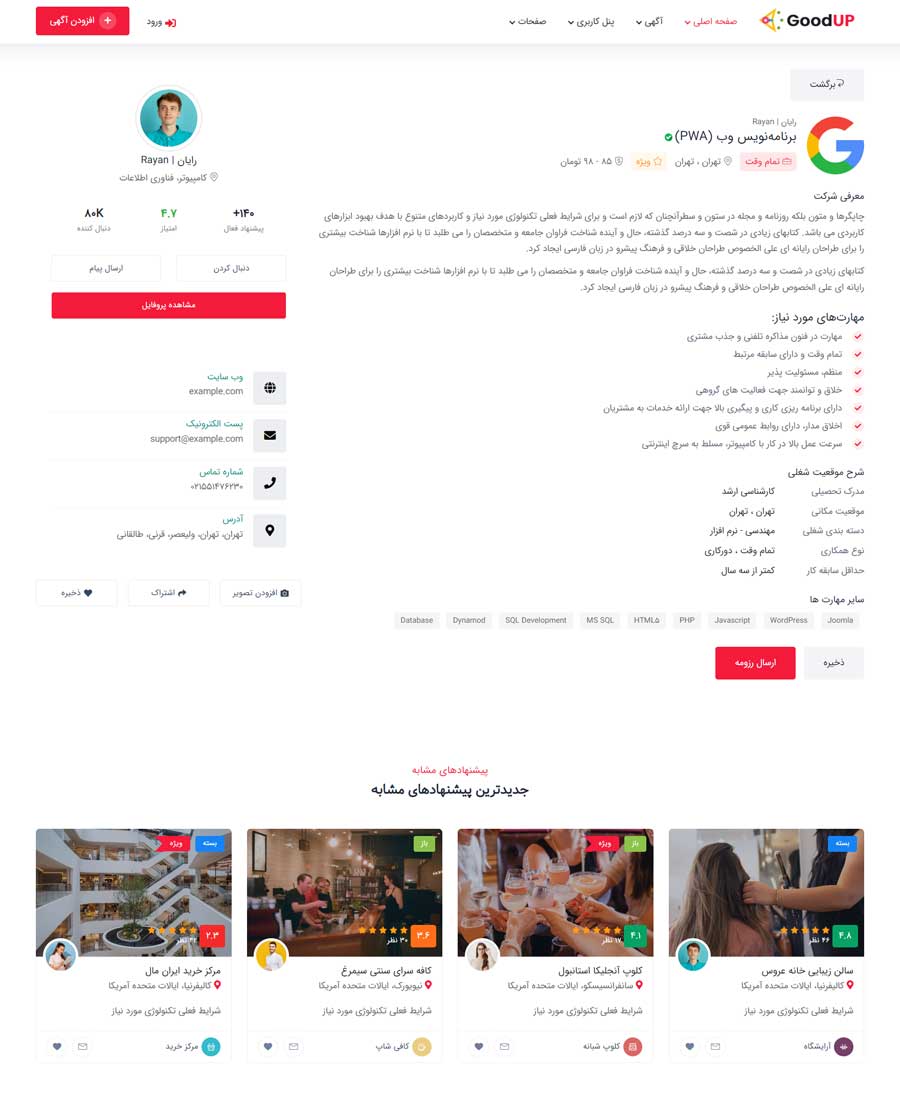 GoodUP
صفحه اصلی
آگهی
پنل کاربری
صفحات
ورود
افزودن آگهی
برگشت
رایان | Rayan
برنامه‌نویس وب (PWA)
تمام وقت
تهران ، تهران
ویژه
۸۵ - ۹۸ تومان
معرفی شرکت
چاپگرها و متون بلکه روزنامه و مجله در ستون و سطرآنچنان که لازم است و برای شرایط فعلی تکنولوژی مورد نیاز و کاربردهای متنوع با هدف بهبود ابزارهای
کاربردی می باشد. کتابهای زیادی در شصت و سه درصد گذشته، حال و آینده شناخت فراوان جامعه و متخصصان را می طلبد تا با نرم افزارها شناخت بیشتری
را برای طراحان رایانه ای علی الخصوص طراحان خلاقی و فرهنگ پیشرو در زبان فارسی ایجاد کرد.
کتابهای زیادی در شصت و سه درصد گذشته، حال و آینده شناخت فراوان جامعه و متخصصان را می طلبد تا با نرم افزارها شناخت بیشتری را برای طراحان
رایانه ای علی الخصوص طراحان خلاقی و فرهنگ پیشرو در زبان فارسی ایجاد کرد.
مهارت‌های مورد نیاز:
مهارت در فنون مذاکره تلفنی و جذب مشتری
تمام وقت و دارای سابقه مرتبط
منظم، مسئولیت پذیر
خلاق و توانمند جهت فعالیت های گروهی
دارای برنامه ریزی کاری و پیگیری بالا جهت ارائه خدمات به مشتریان
اخلاق مدار، دارای روابط عمومی قوی
سرعت عمل بالا در کار با کامپیوتر، مسلط به سرچ اینترنتی
شرح موقعیت شغلی
مدرک تحصیلی کارشناسی ارشد
موقعیت مکانی تهران ، تهران
دسته بندی شغلی مهندسی - نرم افزار
نوع همکاری تمام وقت ، دورکاری
حداقل سابقه کار کمتر از سه سال
سایر مهارت ها
Joomla
WordPress
Javascript
PHP
HTML۵
MS SQL
SQL Development
Dynamod
Database
ذخیره
ارسال رزومه
رایان | Rayan
کامپیوتر، فناوری اطلاعات
۱۴۰+
پیشنهاد فعال
۴.۷
امتیاز
۸۰K
دنبال کننده
دنبال کردن
ارسال پیام
مشاهده پروفایل
وب سایت
example.com
پست الکترونیک
support@example.com
شماره تماس
۰۲۱۵۵۱۴۷۶۲۳۰
آدرس
تهران، تهران، ولیعصر، قرنی، طالقانی
افزودن تصویر
اشتراک
ذخیره
پیشنهادهای مشابه
جدیدترین پیشنهادهای مشابه
بسته
۴.۸
۴۶ نظر
سالن زیبایی خانه عروس
کالیفرنیا، ایالات متحده آمریکا
شرایط فعلی تکنولوژی مورد نیاز
آرایشگاه
باز
ویژه
۴.۱
۱۷ نظر
کلوپ آنجلیکا استانبول
سانفرانسیسکو، ایالات متحده آمریکا
شرایط فعلی تکنولوژی مورد نیاز
کلوپ شبانه
باز
۳.۶
۳۰ نظر
کافه سرای سنتی سیمرغ
نیویورک، ایالات متحده آمریکا
شرایط فعلی تکنولوژی مورد نیاز
کافی شاپ
بسته
ویژه
۲.۳
نظر
مرکز خرید ایران مال
کالیفرنیا، ایالات متحده آمریکا
شرایط فعلی تکنولوژی مورد نیاز
مرکز خرید